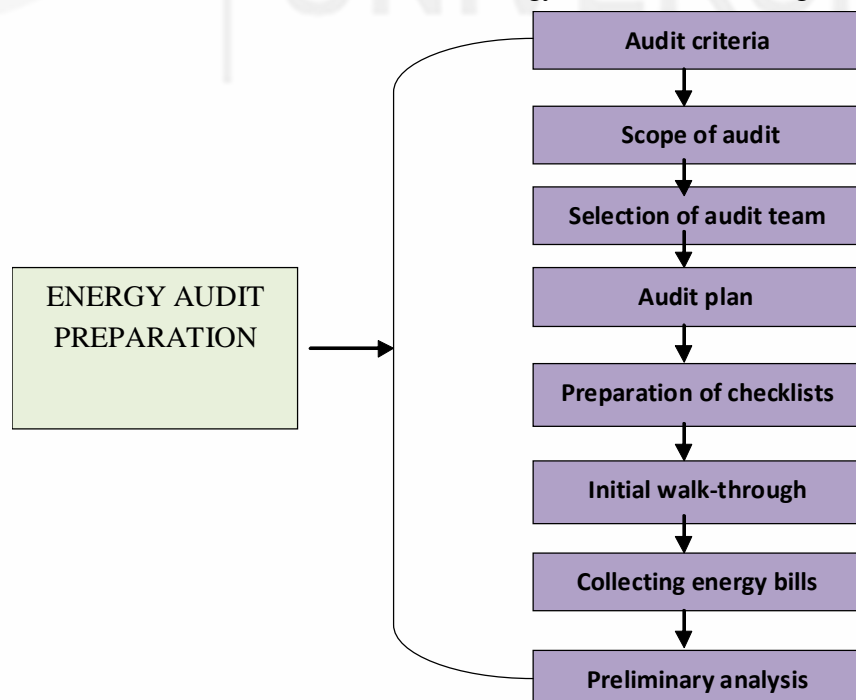 Audit criteria
Scope of audit
Selection of audit team
ENERGY AUDIT
PREPARATION
Audit plan
Preparation of checklists
Initial walk-through
Collecting energy bills
Preliminary analysis